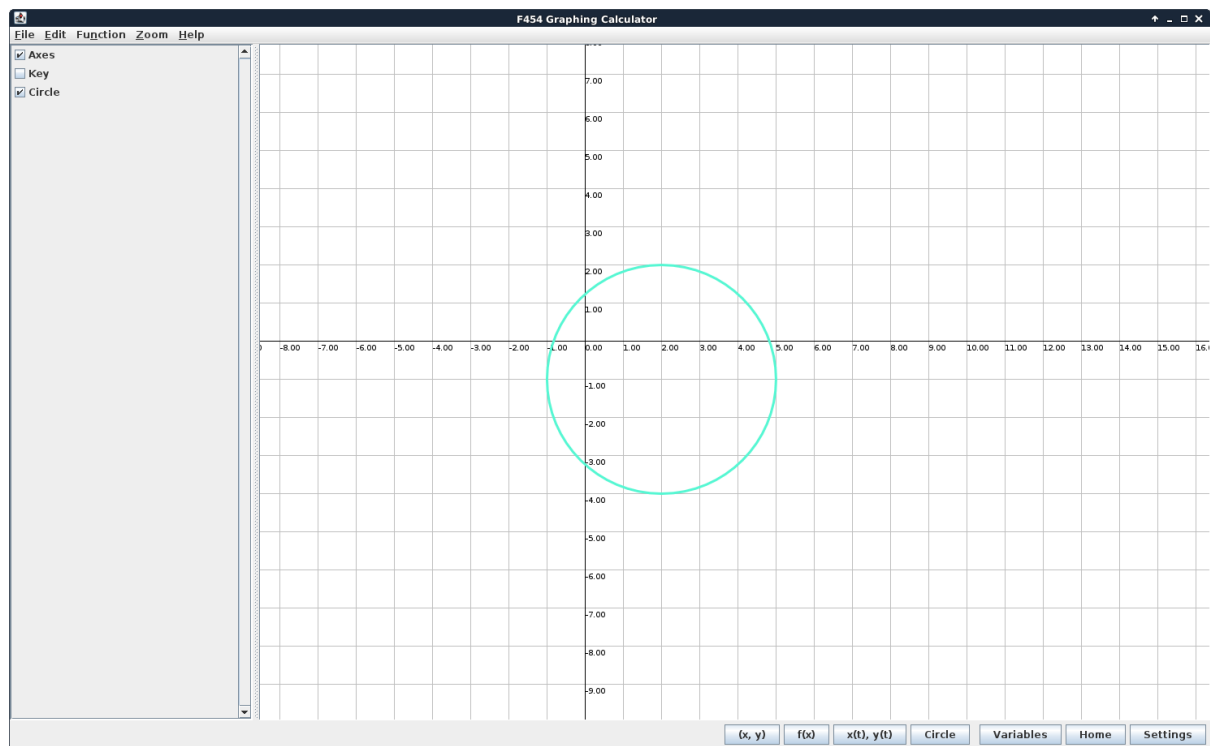 F454 Graphing Calculator
File Edit Function Zoom Help
Axes
Key
Circle
7.00
6.00
5.00
4.00
3.00
2.00
1.00
-8.00 -7.00 -6.00 -5.00 -4.00 -3.00 -2.00 -1.00 0.00 1.00 2.00 3.00 4.00 5.00 6.00 7.00 8.00 9.00 10.00 11.00 12.00 13.00 14.00 15.00
-1.00
-2.00
-3.00
-4.00
-5.00
-6.00
-7.00
-8.00
-9.00
(x, y) f(x) x(t), y(t) Circle Variables Home Settings